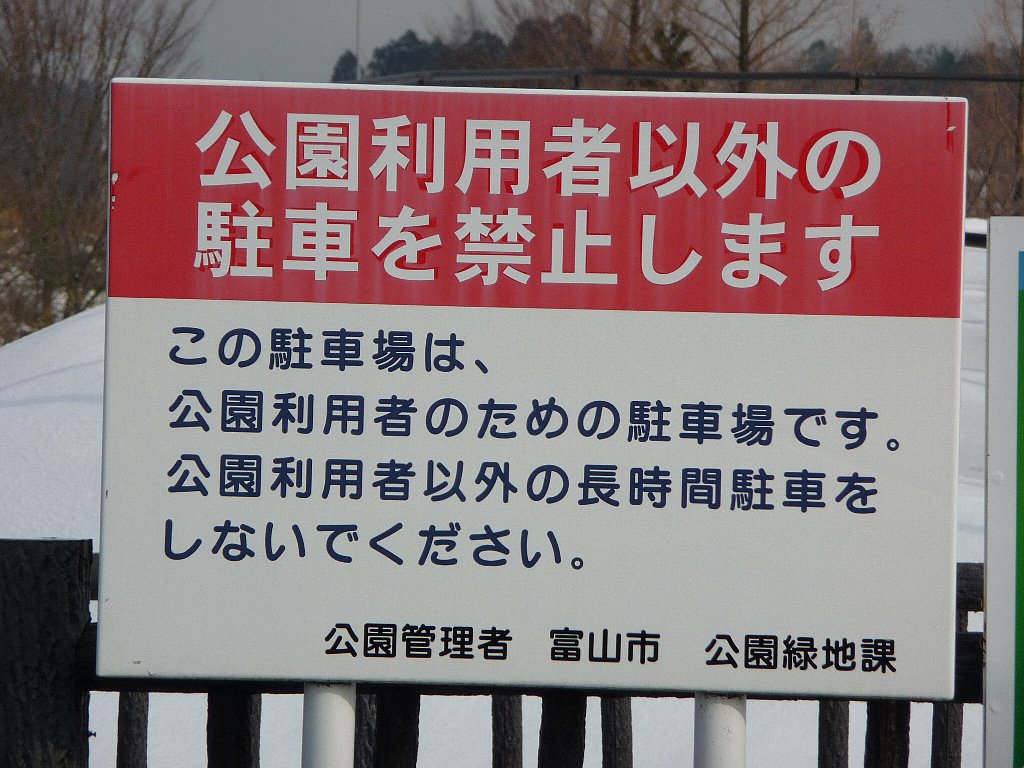 公園利用者以外の
駐車を禁止します
この駐車場は、
公園利用者のための駐車場です。
公園利用者以外の長時間駐車を
しないでください。
公園管理者　富山市　公園緑地課